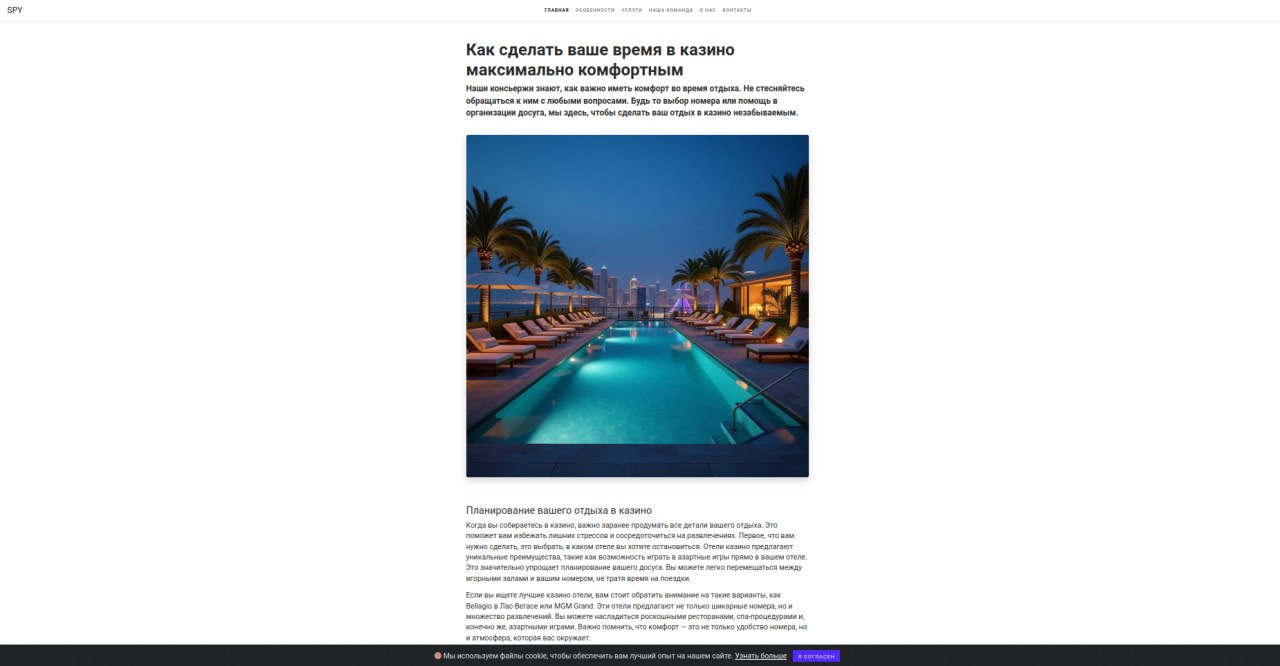 SPY
ГЛАВНАЯ ОСОБЕННОСТИ УСЛУГИ НАША КОМАНДА О НАС КОНТАКТЫ
Как сделать ваше время в казино
максимально комфортным
Наши консьержи знают, как важно иметь комфорт во время отдыха. Не стесняйтесь
обращаться к ним с любыми вопросами. Будь то выбор номера или помощь в
организации досуга, мы здесь, чтобы сделать ваш отдых в казино незабываемым.
Планирование вашего отдыха в казино
Когда вы собираетесь в казино, важно заранее продумать все детали вашего отдыха. Это
поможет вам избежать лишних стрессов и сосредоточиться на развлечениях. Первое, что вам
нужно сделать, это выбрать, в каком отеле вы хотите остановиться. Отели казино предлагают
уникальные преимущества, такие как возможность играть в азартные игры прямо в вашем отеле.
Это значительно упрощает планирование вашего досуга. Вы можете легко перемещаться между
игорными залами и вашим номером, не тратя время на поездки.
Если вы ищете лучшие казино отели, вам стоит обратить внимание на такие варианты, как
Bellagio в Лас-Вегасе или MGM Grand. Эти отели предлагают не только шикарные номера, но и
множество развлечений. Вы можете насладиться роскошными ресторанами, спа-процедурами и,
конечно же, азартными играми. Важно помнить, что комфорт — это не только удобство номера, но
и атмосфера, которая вас окружает.
🍪 Мы используем файлы cookie, чтобы обеспечить вам лучший опыт на нашем сайте. Узнать больше Я СОГЛАСЕН